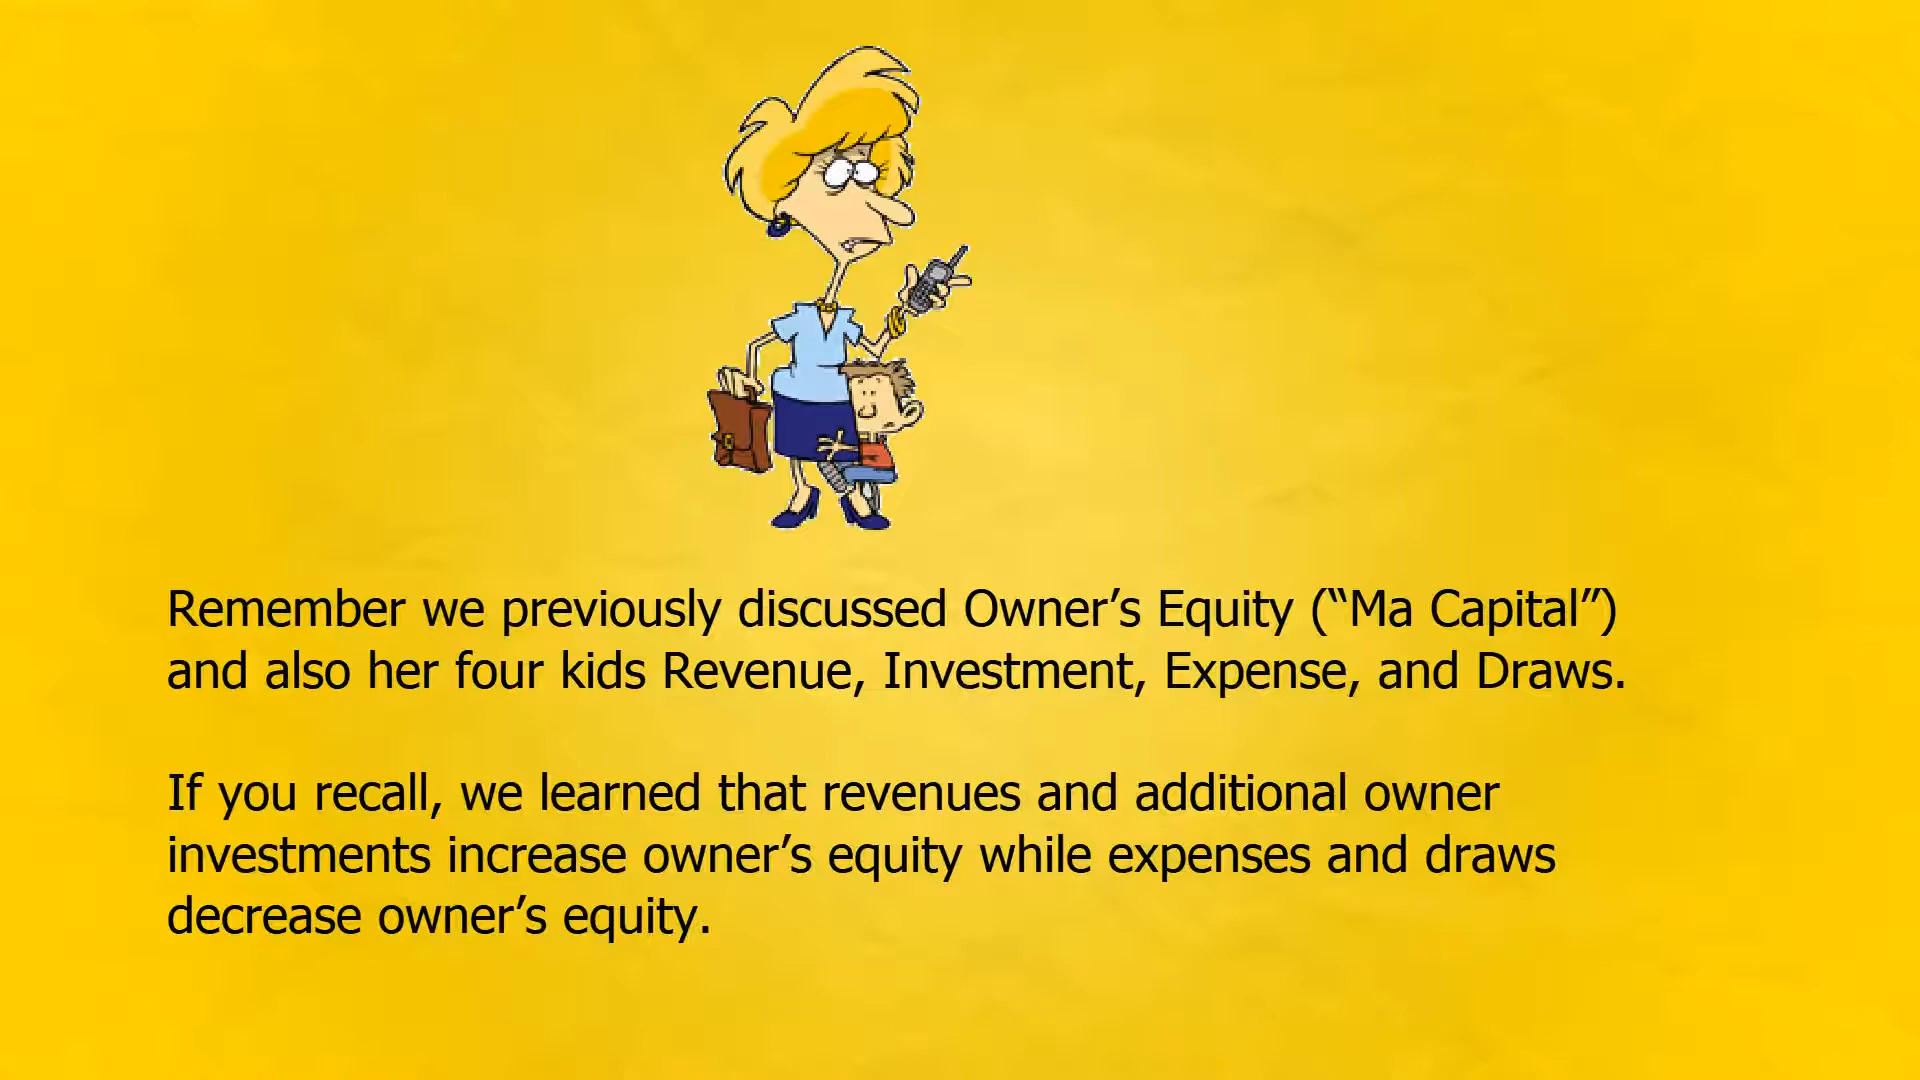 Remember we previously discussed Owner’s Equity (“Ma Capital”)
and also her four kids Revenue, Investment, Expense, and Draws.
If you recall, we learned that revenues and additional owner
investments increase owner’s equity while expenses and draws
decrease owner’s equity.